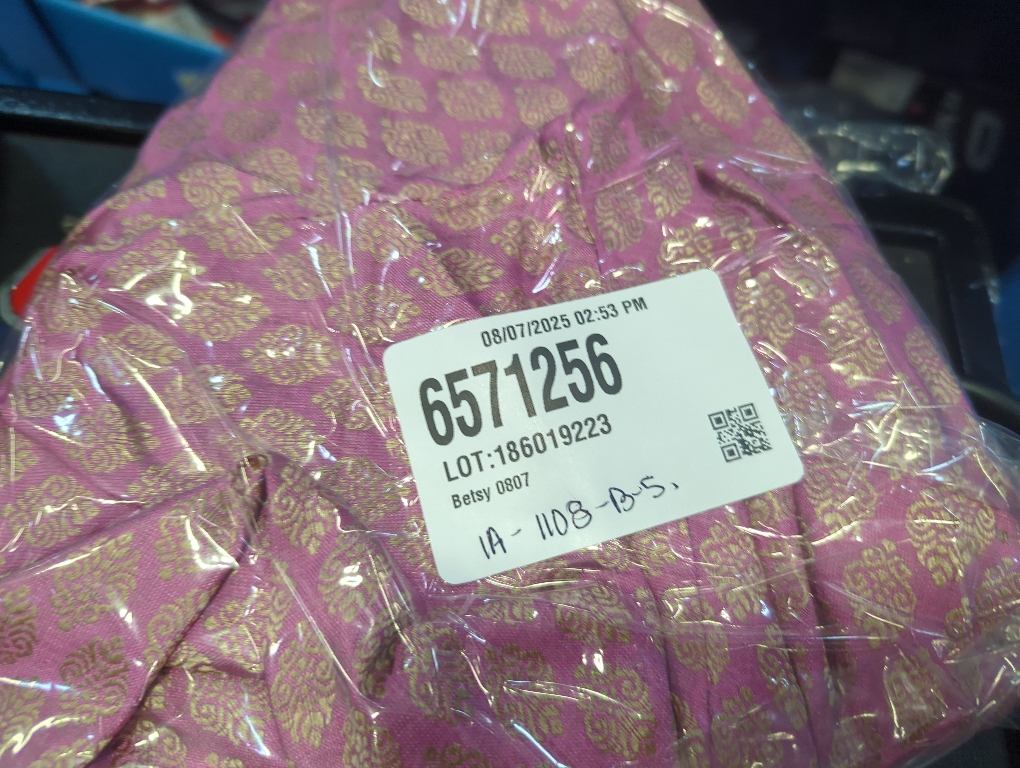 08/07/2025 02:53 PM
6571256
LOT:186019223
Betsy 0807
1A - 1108-B-5.